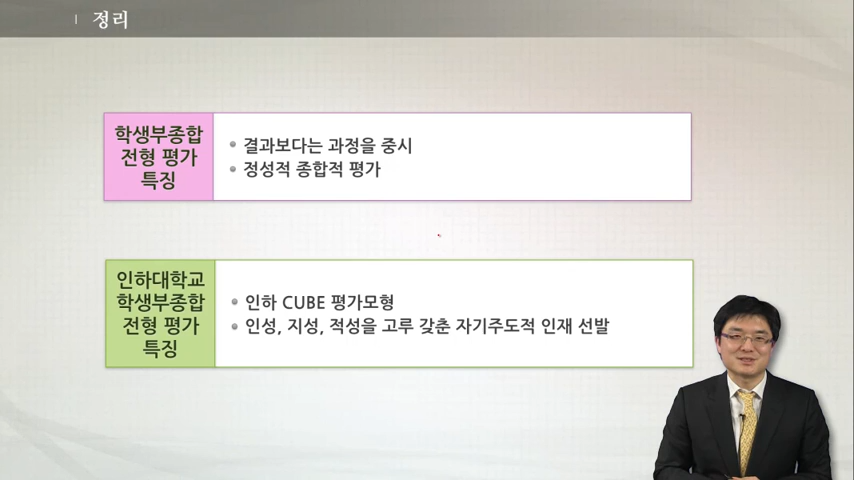 정리
학생부종합
전형 평가
특징
결과보다는 과정을 중시
정성적 종합적 평가
인하대학교
학생부종합
전형 평가
특징
인하 CUBE 평가모형
인성, 지성, 적성을 고루 갖춘 자기주도적 인재 선발